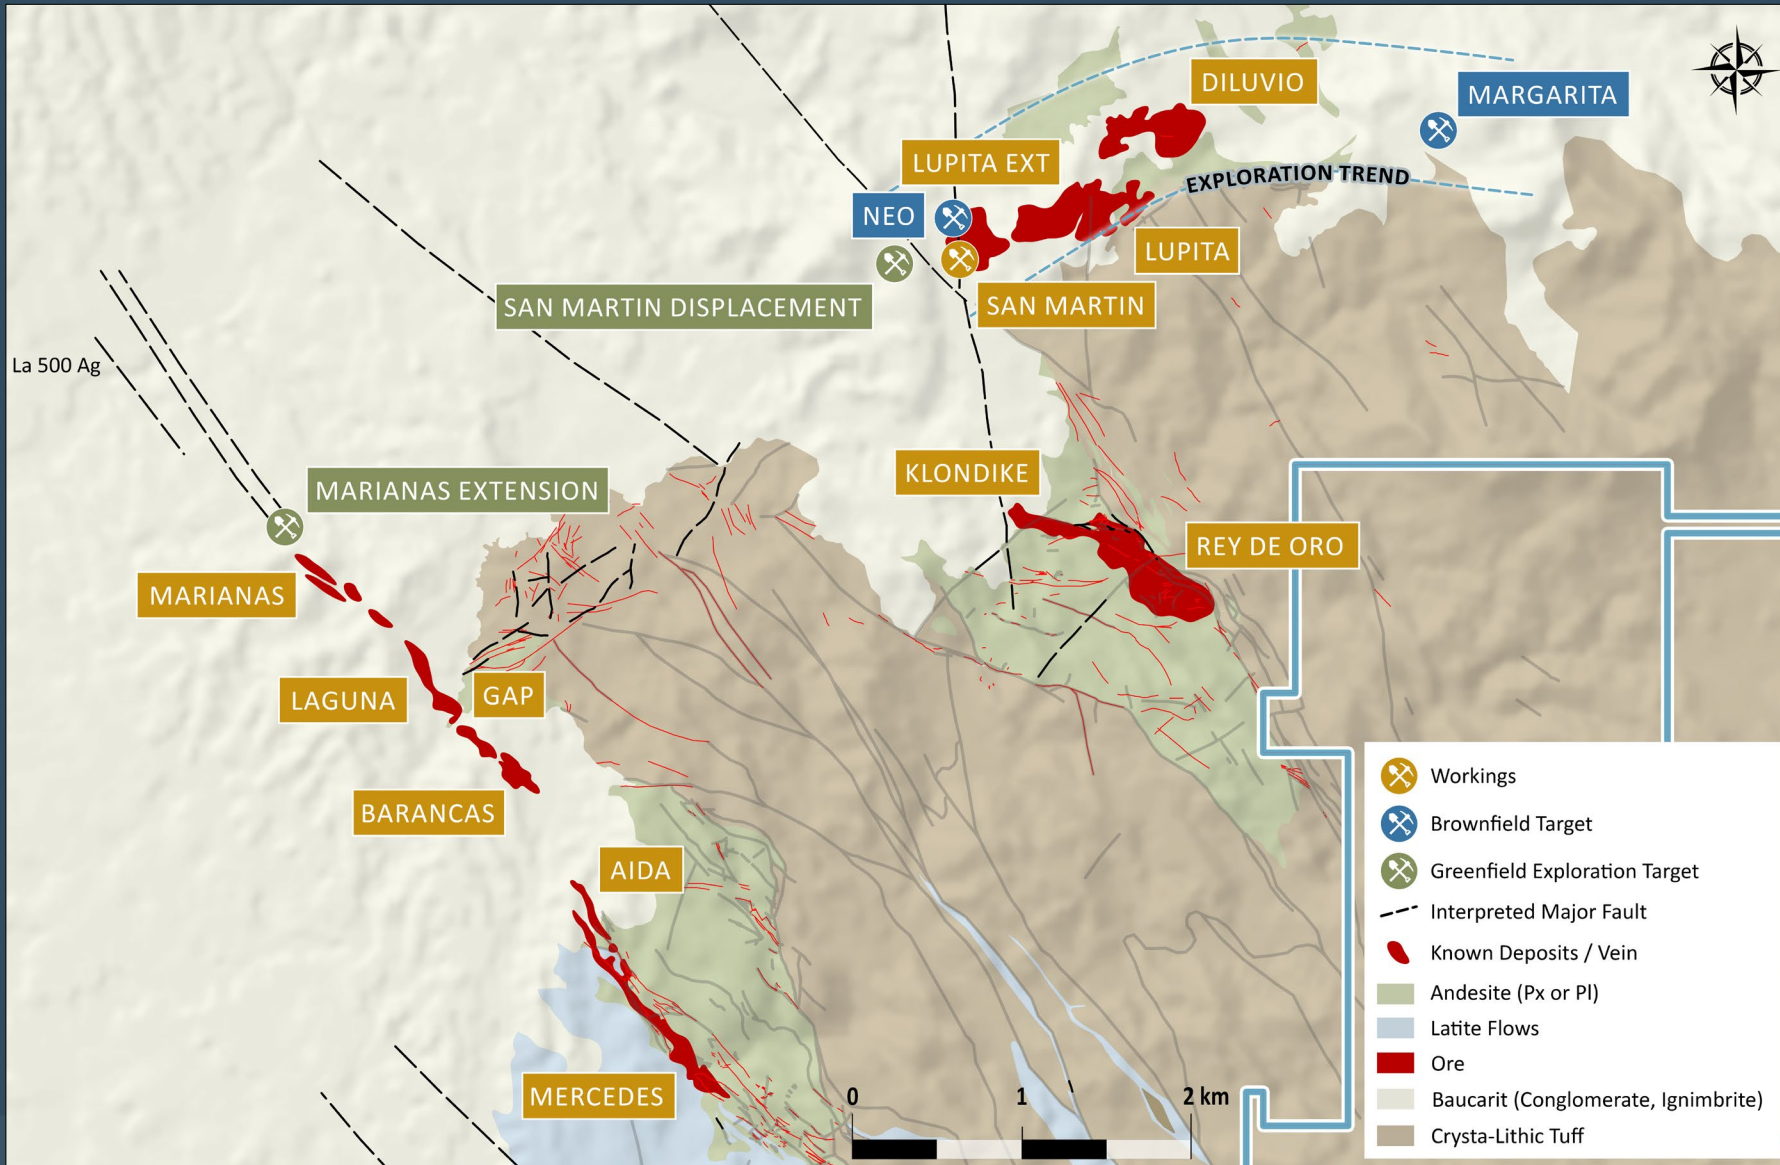 DILUVIO
MARGARITA
LUPITA EXT
EXPLORATION TREND
NEO
LUPITA
SAN MARTIN DISPLACEMENT
SAN MARTIN
La 500 Ag
KLONDIKE
MARIANAS EXTENSION
REY DE ORO
MARIANAS
LAGUNA
GAP
BARANCAS
AIDA
MERCEDES
0 1 2 km
Workings
Brownfield Target
Greenfield Exploration Target
Interpreted Major Fault
Known Deposits / Vein
Andesite (Px or Pl)
Latite Flows
Ore
Baucarit (Conglomerate, Ignimbrite)
Crysta-Lithic Tuff